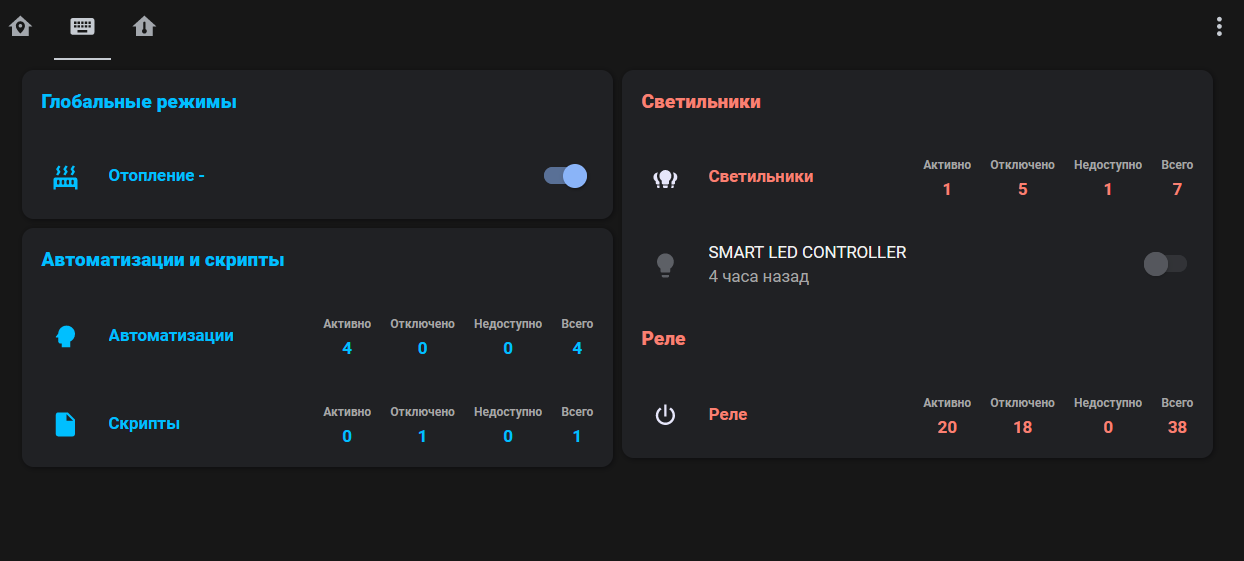 Глобальные режимы
Отопление -
Автоматизации и скрипты
Автоматизации
Активно Отключено Недоступно Всего
4 0 0 4
Скрипты
Активно Отключено Недоступно Всего
0 1 0 1
Светильники
Светильники
Активно Отключено Недоступно Всего
1 5 1 7
SMART LED CONTROLLER
4 часа назад
Реле
Реле
Активно Отключено Недоступно Всего
20 18 0 38